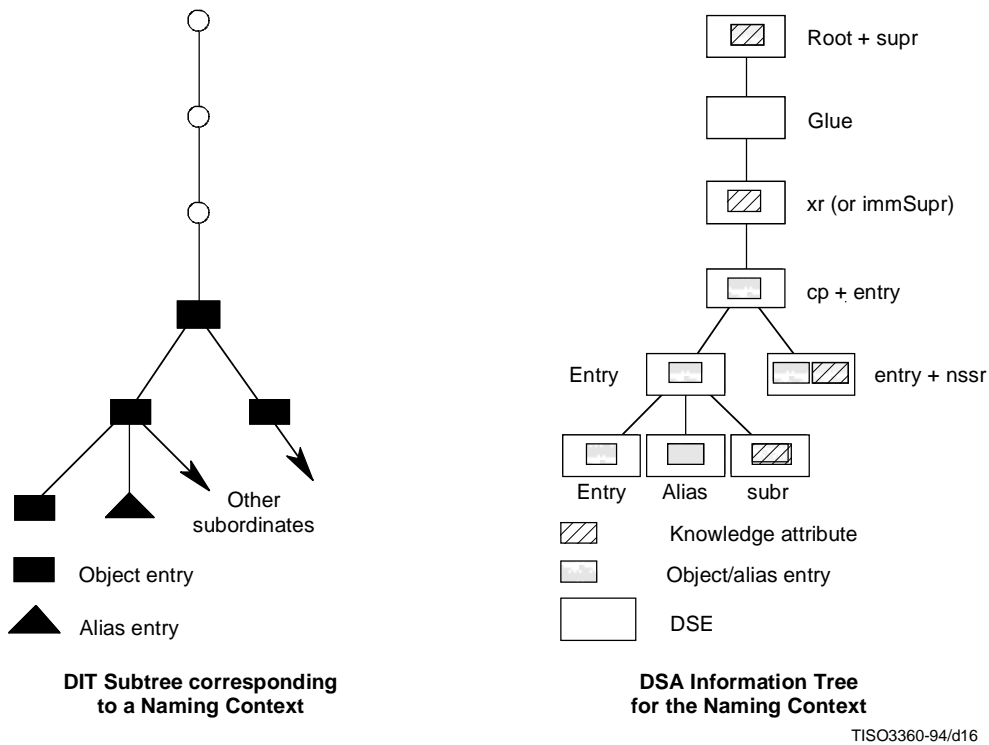 Root + supr
Glue
xr (or immSupr)
cp + entry
Entry
entry + nssr
Entry
Alias
subr
Other
subordinates
Object entry
Alias entry
Knowledge attribute
Object/alias entry
DSE
DIT Subtree corresponding
to a Naming Context
DSA Information Tree
for the Naming Context
TISO3360-94/d16